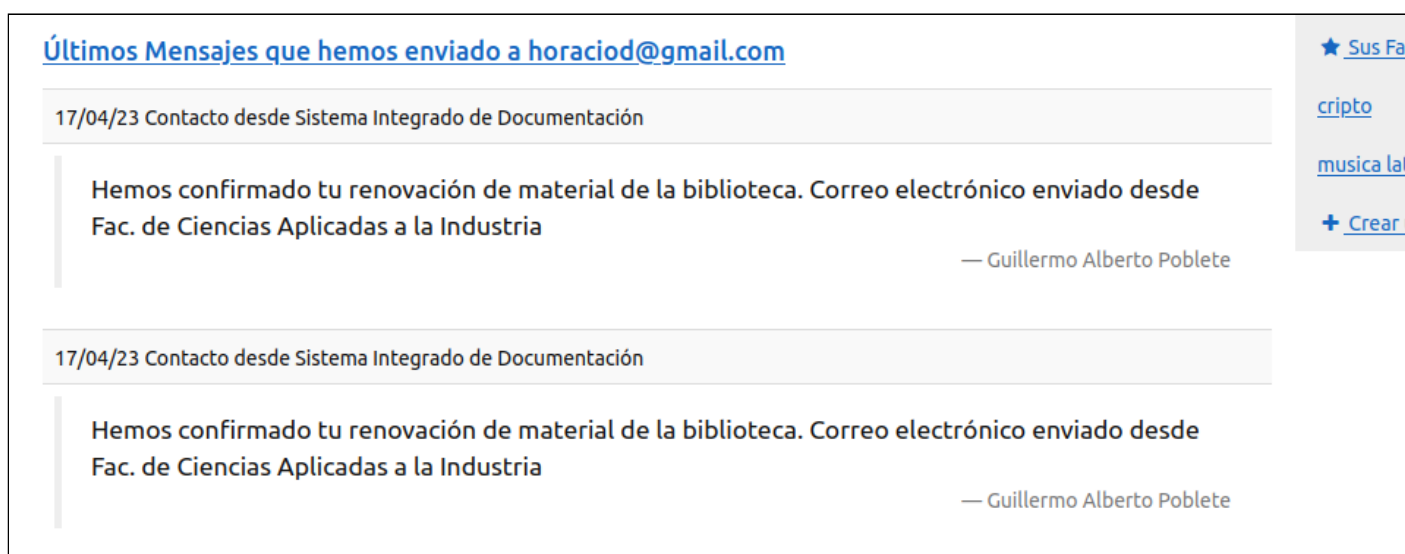 Últimos Mensajes que hemos enviado a horaciod@gmail.com
17/04/23 Contacto desde Sistema Integrado de Documentación
Hemos confirmado tu renovación de material de la biblioteca. Correo electrónico enviado desde
Fac. de Ciencias Aplicadas a la Industria
— Guillermo Alberto Poblete
17/04/23 Contacto desde Sistema Integrado de Documentación
Hemos confirmado tu renovación de material de la biblioteca. Correo electrónico enviado desde
Fac. de Ciencias Aplicadas a la Industria
— Guillermo Alberto Poblete
★ Sus
cripto
musica
+ Crear